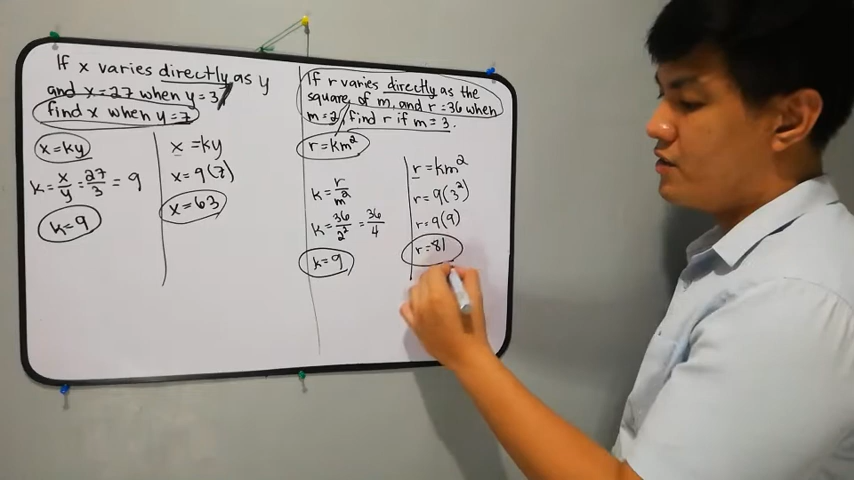 If x varies directly as y
and x=27 when y=3,
find x when y=7
x=ky
k=x/y=27/3=9
k=9
x=ky
x=9(7)
x=63
If r varies directly as the
square of m, and r=36 when
m=2, find r if m=3.
r=km²
k=r/m²
k=36/2²=36/4
k=9
r=km²
r=9(3²)
r=9(9)
r=81